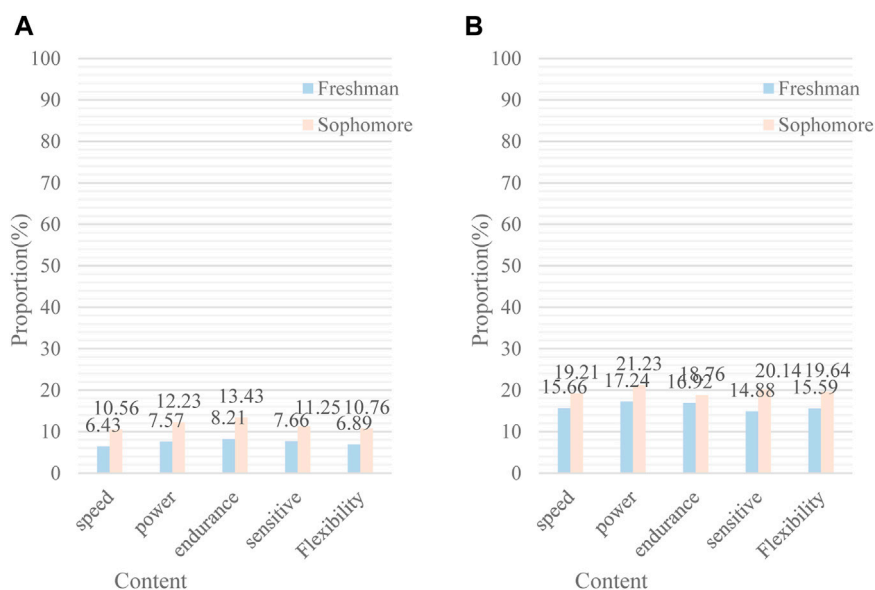 A
100
90
80
70
60
50
40
30
20
10
0
Proportion(%)
Freshman
Sophomore
6.43 10.56
7.57 12.23
8.21 13.43
7.66 11.25
6.89 10.76
speed
power
endurance
sensitive
Flexibility
Content
B
100
90
80
70
60
50
40
30
20
10
0
Proportion(%)
Freshman
Sophomore
15.66 19.21
17.24 21.23
16.92 18.76
14.88 20.14
15.59 19.64
speed
power
endurance
sensitive
Flexibility
Content